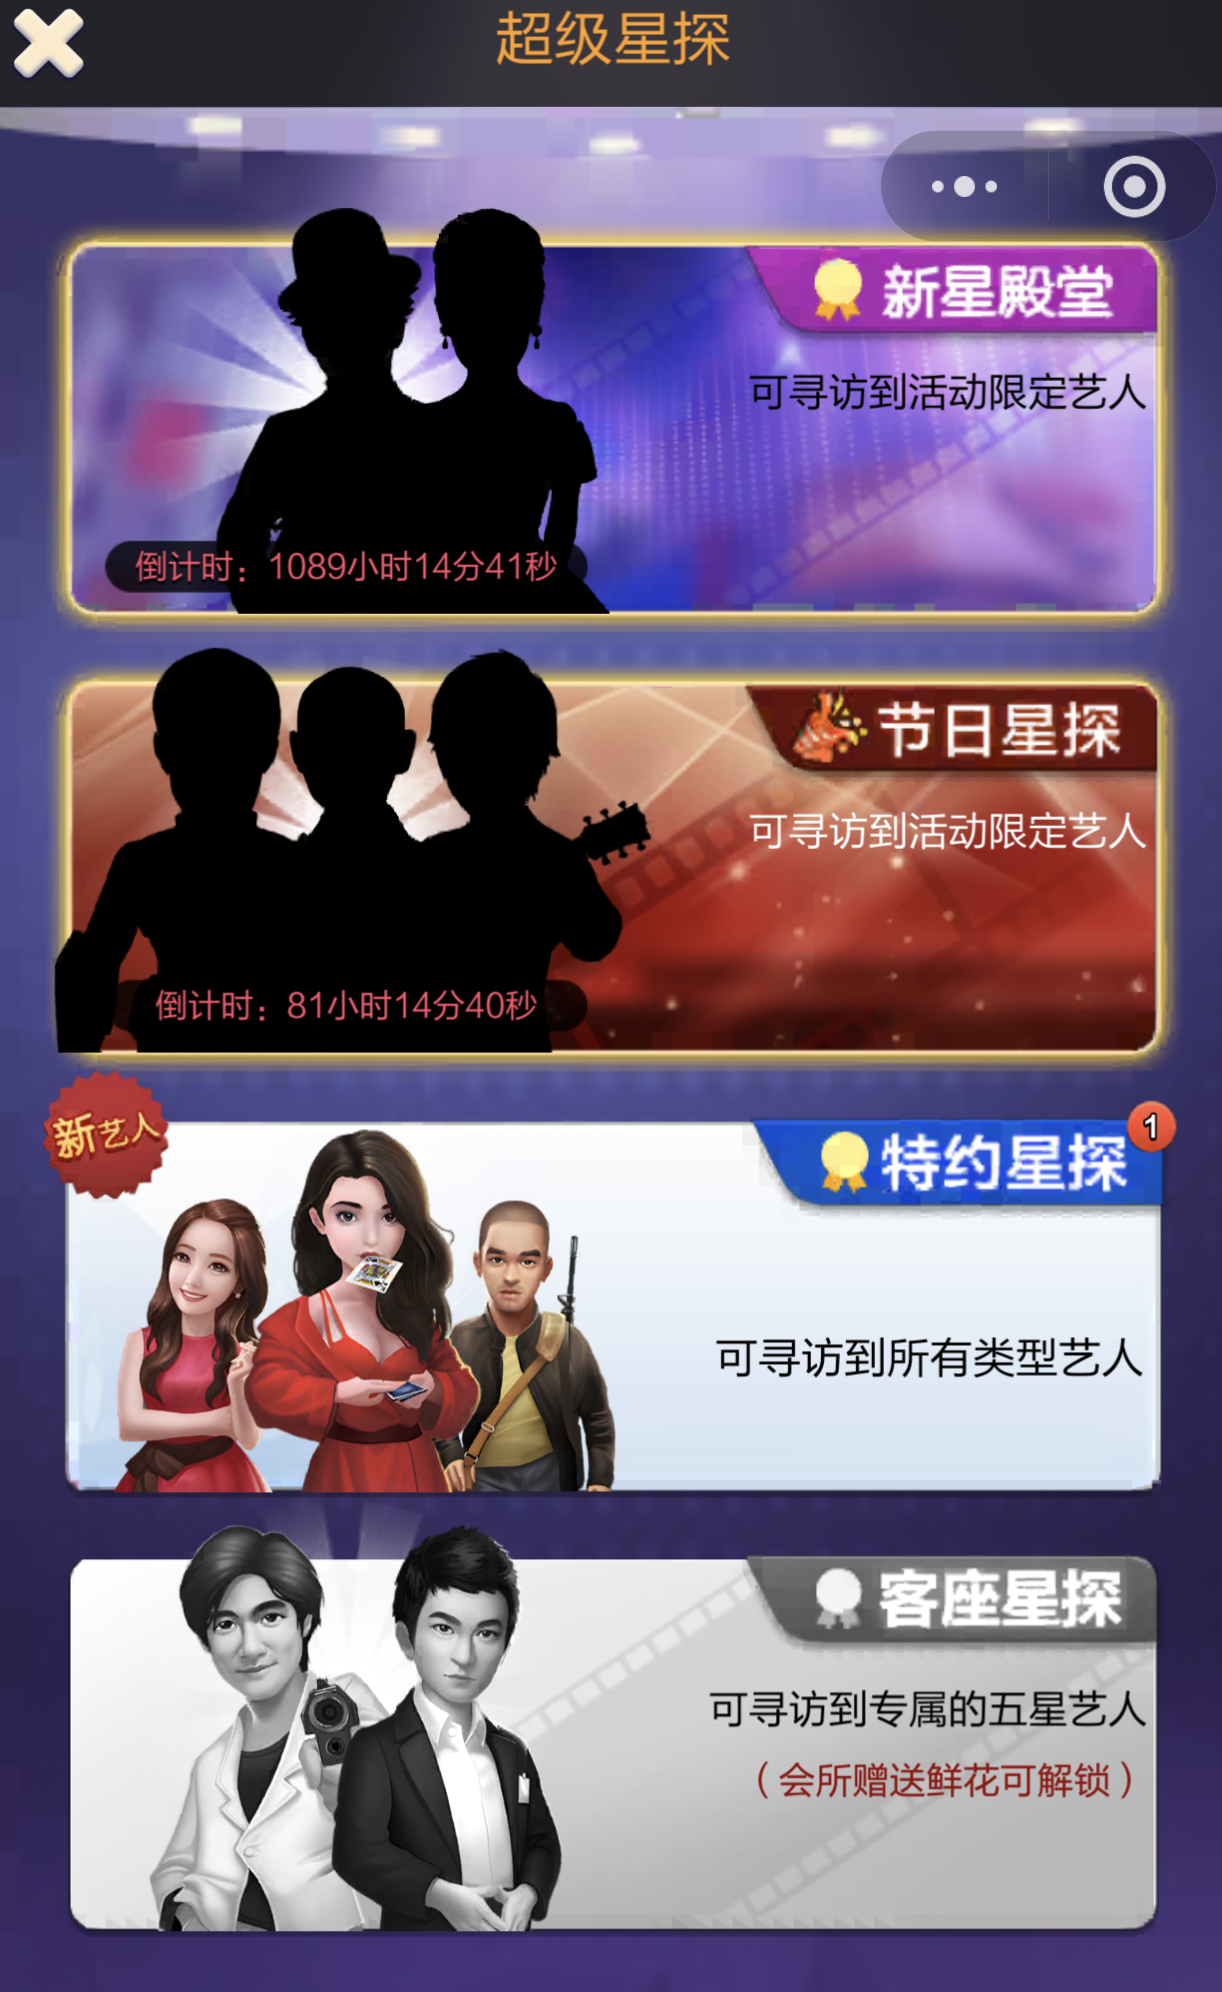 超级星探
新星殿堂
可寻访到活动限定艺人
倒计时：1089小时14分41秒
节日星探
可寻访到活动限定艺人
倒计时：81小时14分40秒
新艺人
特约星探
1
可寻访到所有类型艺人
客座星探
可寻访到专属的五星艺人
（会所赠送鲜花可解锁）